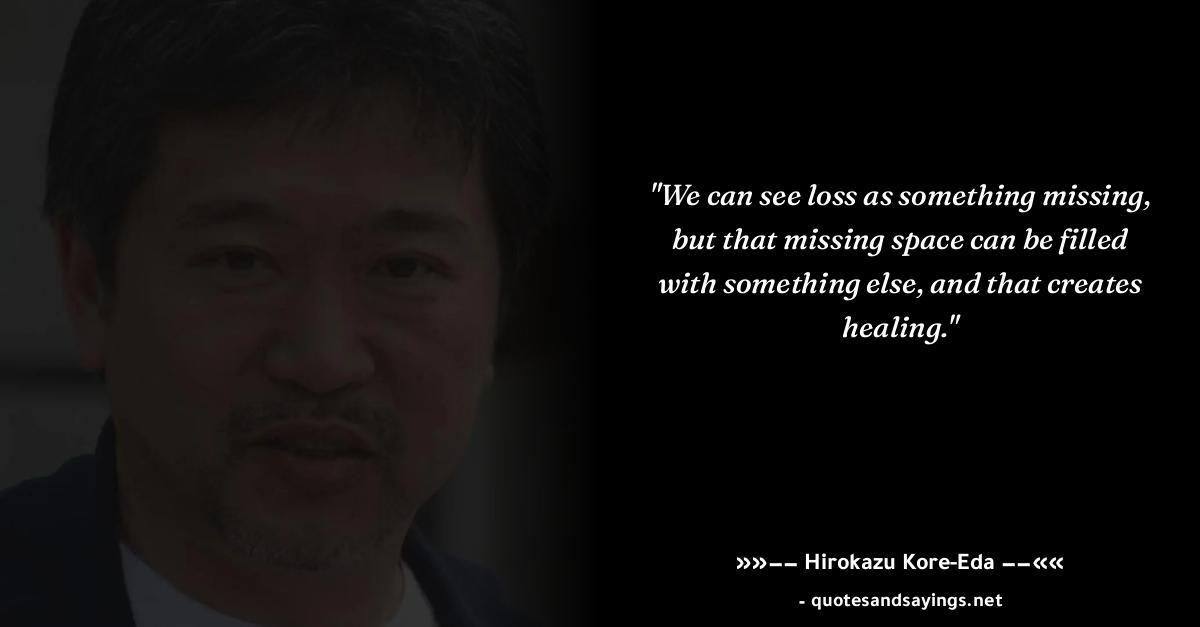 "We can see loss as something missing,
but that missing space can be filled
with something else, and that creates
healing."
»»−− Hirokazu Kore-Eda −−««
- quotesandsayings.net